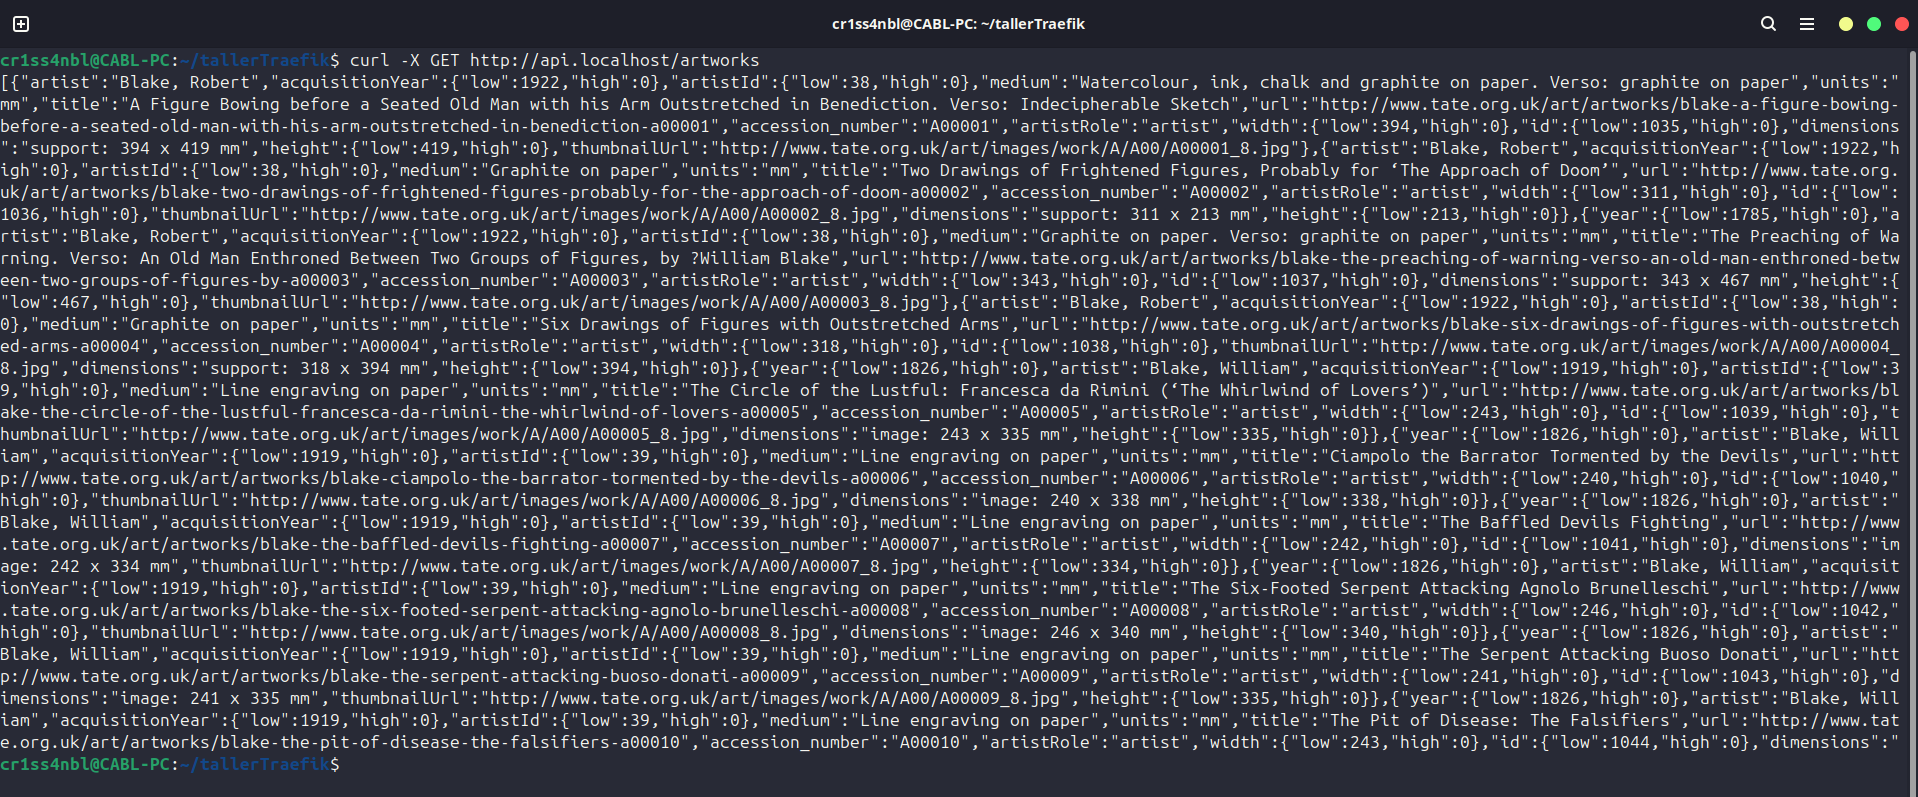 cr1ss4nbl@CABL-PC: ~/tallerTraefik
cr1ss4nbl@CABL-PC:~/tallerTraefik$ curl -X GET http://api.localhost/artworks
[{"artist":"Blake, Robert","acquisitionYear":{"low":1922,"high":0},"artistId":{"low":38,"high":0},"medium":"Watercolour, ink, chalk and graphite on paper. Verso: graphite on paper","units":"
mm","title":"A Figure Bowing before a Seated Old Man with his Arm Outstretched in Benediction. Verso: Indecipherable Sketch","url":"http://www.tate.org.uk/art/artworks/blake-a-figure-bowing-
before-a-seated-old-man-with-his-arm-outstretched-in-benediction-a00001","accession_number":"A00001","artistRole":"artist","width":{"low":394,"high":0},"id":{"low":1035,"high":0},"dimensions
":"support: 394 x 419 mm","height":{"low":419,"high":0},"thumbnailUrl":"http://www.tate.org.uk/art/images/work/A/A00/A00001_8.jpg"},{"artist":"Blake, Robert","acquisitionYear":{"low":1922,"h
igh":0},"artistId":{"low":38,"high":0},"medium":"Graphite on paper","units":"mm","title":"Two Drawings of Frightened Figures, Probably for ‘The Approach of Doom’","url":"http://www.tate.org.
uk/art/artworks/blake-two-drawings-of-frightened-figures-probably-for-the-approach-of-doom-a00002","accession_number":"A00002","artistRole":"artist","width":{"low":311,"high":0},"id":{"low":
1036,"high":0},"thumbnailUrl":"http://www.tate.org.uk/art/images/work/A/A00/A00002_8.jpg","dimensions":"support: 311 x 213 mm","height":{"low":213,"high":0}},{"year":{"low":1785,"high":0},"a
rtist":"Blake, Robert","acquisitionYear":{"low":1922,"high":0},"artistId":{"low":38,"high":0},"medium":"Graphite on paper. Verso: graphite on paper","units":"mm","title":"The Preaching of Wa
rning. Verso: An Old Man Enthroned Between Two Groups of Figures, by ?William Blake","url":"http://www.tate.org.uk/art/artworks/blake-the-preaching-of-warning-verso-an-old-man-enthroned-betw
een-two-groups-of-figures-by-a00003","accession_number":"A00003","artistRole":"artist","width":{"low":343,"high":0},"id":{"low":1037,"high":0},"dimensions":"support: 343 x 467 mm","height":{
"low":467,"high":0},"thumbnailUrl":"http://www.tate.org.uk/art/images/work/A/A00/A00003_8.jpg"},{"artist":"Blake, Robert","acquisitionYear":{"low":1922,"high":0},"artistId":{"low":38,"high":
0},"medium":"Graphite on paper","units":"mm","title":"Six Drawings of Figures with Outstretched Arms","url":"http://www.tate.org.uk/art/artworks/blake-six-drawings-of-figures-with-outstretch
ed-arms-a00004","accession_number":"A00004","artistRole":"artist","width":{"low":318,"high":0},"id":{"low":1038,"high":0},"thumbnailUrl":"http://www.tate.org.uk/art/images/work/A/A00/A00004_
8.jpg","dimensions":"support: 318 x 394 mm","height":{"low":394,"high":0}},{"year":{"low":1826,"high":0},"artist":"Blake, William","acquisitionYear":{"low":1919,"high":0},"artistId":{"low":3
9,"high":0},"medium":"Line engraving on paper","units":"mm","title":"The Circle of the Lustful: Francesca da Rimini (‘The Whirlwind of Lovers’)","url":"http://www.tate.org.uk/art/artworks/bl
ake-the-circle-of-the-lustful-francesca-da-rimini-the-whirlwind-of-lovers-a00005","accession_number":"A00005","artistRole":"artist","width":{"low":243,"high":0},"id":{"low":1039,"high":0},"t
humbnailUrl":"http://www.tate.org.uk/art/images/work/A/A00/A00005_8.jpg","dimensions":"image: 243 x 335 mm","height":{"low":335,"high":0}},{"year":{"low":1826,"high":0},"artist":"Blake, Will
iam","acquisitionYear":{"low":1919,"high":0},"artistId":{"low":39,"high":0},"medium":"Line engraving on paper","units":"mm","title":"Ciampolo the Barrator Tormented by the Devils","url":"htt
p://www.tate.org.uk/art/artworks/blake-ciampolo-the-barrator-tormented-by-the-devils-a00006","accession_number":"A00006","artistRole":"artist","width":{"low":240,"high":0},"id":{"low":1040,"
high":0},"thumbnailUrl":"http://www.tate.org.uk/art/images/work/A/A00/A00006_8.jpg","dimensions":"image: 240 x 338 mm","height":{"low":338,"high":0}},{"year":{"low":1826,"high":0},"artist":"
Blake, William","acquisitionYear":{"low":1919,"high":0},"artistId":{"low":39,"high":0},"medium":"Line engraving on paper","units":"mm","title":"The Baffled Devils Fighting","url":"http://www
.tate.org.uk/art/artworks/blake-the-baffled-devils-fighting-a00007","accession_number":"A00007","artistRole":"artist","width":{"low":242,"high":0},"id":{"low":1041,"high":0},"dimensions":"im
age: 242 x 334 mm","thumbnailUrl":"http://www.tate.org.uk/art/images/work/A/A00/A00007_8.jpg","height":{"low":334,"high":0}},{"year":{"low":1826,"high":0},"artist":"Blake, William","acquisit
ionYear":{"low":1919,"high":0},"artistId":{"low":39,"high":0},"medium":"Line engraving on paper","units":"mm","title":"The Six-Footed Serpent Attacking Agnolo Brunelleschi","url":"http://www
.tate.org.uk/art/artworks/blake-the-six-footed-serpent-attacking-agnolo-brunelleschi-a00008","accession_number":"A00008","artistRole":"artist","width":{"low":246,"high":0},"id":{"low":1042,"
high":0},"thumbnailUrl":"http://www.tate.org.uk/art/images/work/A/A00/A00008_8.jpg","dimensions":"image: 246 x 340 mm","height":{"low":340,"high":0}},{"year":{"low":1826,"high":0},"artist":"
Blake, William","acquisitionYear":{"low":1919,"high":0},"artistId":{"low":39,"high":0},"medium":"Line engraving on paper","units":"mm","title":"The Serpent Attacking Buoso Donati","url":"htt
p://www.tate.org.uk/art/artworks/blake-the-serpent-attacking-buoso-donati-a00009","accession_number":"A00009","artistRole":"artist","width":{"low":241,"high":0},"id":{"low":1043,"high":0},"d
imensions":"image: 241 x 335 mm","thumbnailUrl":"http://www.tate.org.uk/art/images/work/A/A00/A00009_8.jpg","height":{"low":335,"high":0}},{"year":{"low":1826,"high":0},"artist":"Blake, Will
iam","acquisitionYear":{"low":1919,"high":0},"artistId":{"low":39,"high":0},"medium":"Line engraving on paper","units":"mm","title":"The Pit of Disease: The Falsifiers","url":"http://www.tat
e.org.uk/art/artworks/blake-the-pit-of-disease-the-falsifiers-a00010","accession_number":"A00010","artistRole":"artist","width":{"low":243,"high":0},"id":{"low":1044,"high":0},"dimensions":"
cr1ss4nbl@CABL-PC:~/tallerTraefik$